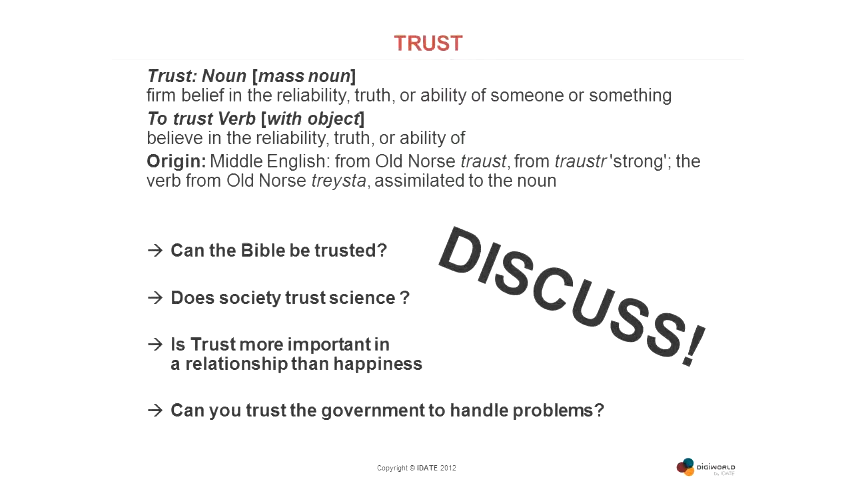 TRUST
Trust: Noun [mass noun]
firm belief in the reliability, truth, or ability of someone or something
To trust Verb [with object]
believe in the reliability, truth, or ability of
Origin: Middle English: from Old Norse traust, from traustr 'strong'; the
verb from Old Norse treysta, assimilated to the noun
→ Can the Bible be trusted?
→ Does society trust science ?
→ Is Trust more important in
a relationship than happiness
→ Can you trust the government to handle problems?
DISCUSS!
Copyright © IDATE 2012
DIGIWORLD
by IDATE